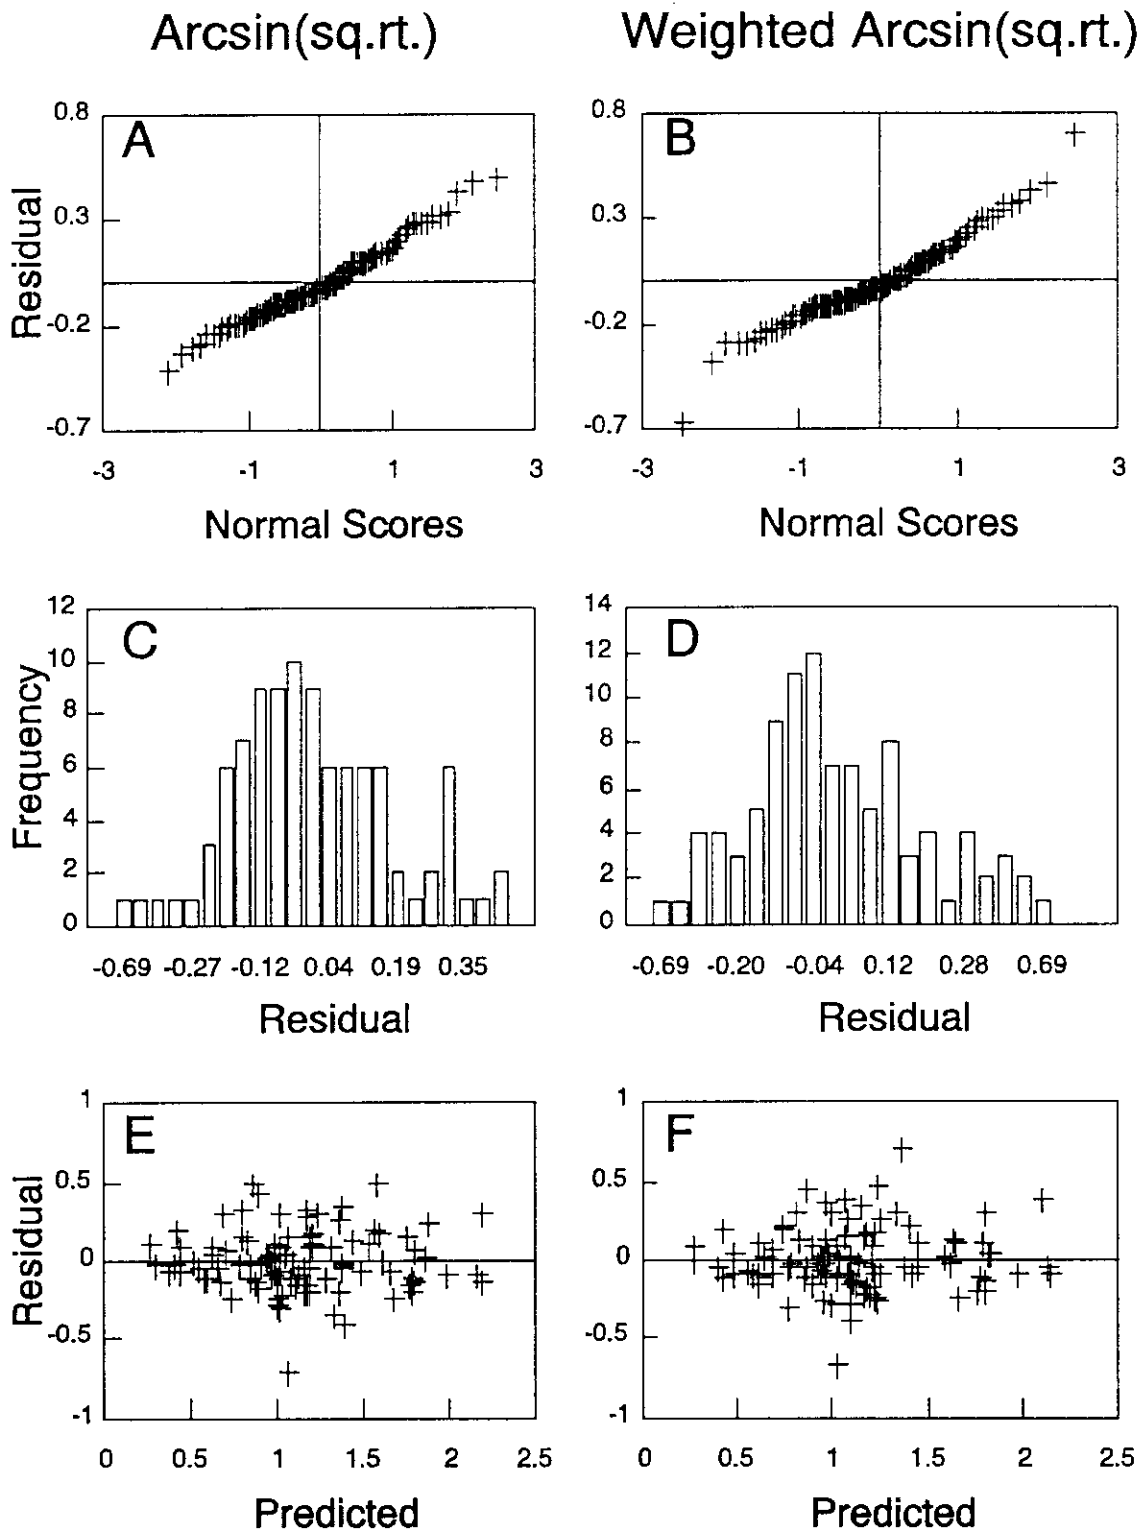 Arcsin(sq.rt.) Weighted Arcsin(sq.rt.)
A B
0.8 0.8
0.3 0.3
-0.2 -0.2
-0.7 -0.7
Residual
-3 -1 1 3 -3 -1 1 3
Normal Scores Normal Scores
C D
12 14
10 12
8 10
6 8
4 6
2 4
0 2
0
Frequency
-0.69 -0.27 -0.12 0.04 0.19 0.35 -0.69 -0.20 -0.04 0.12 0.28 0.69
Residual Residual
E F
1 1
0.5 0.5
0 0
-0.5 -0.5
-1 -1
Residual
0 0.5 1 1.5 2 2.5 0 0.5 1 1.5 2 2.5
Predicted Predicted